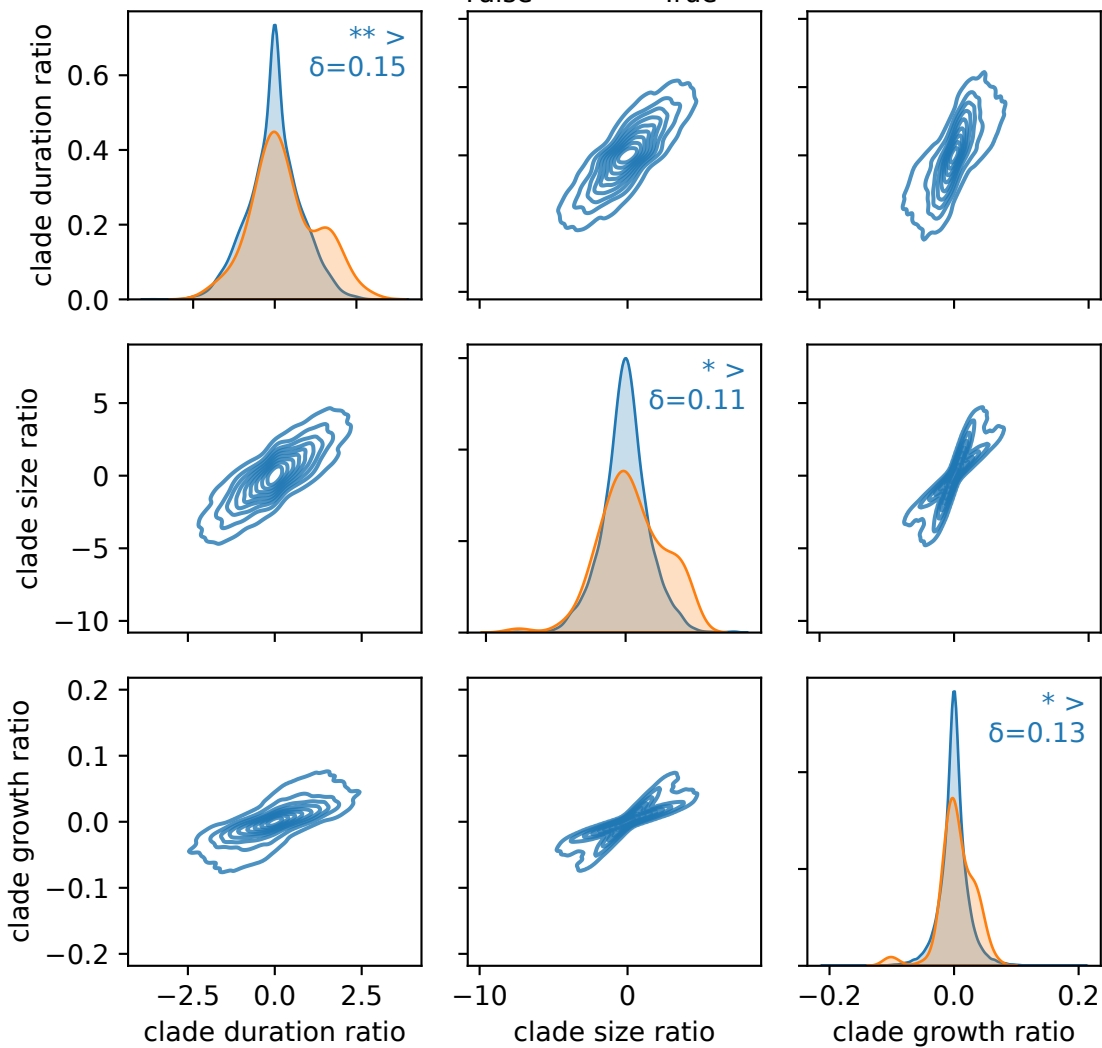 True
clade duration ratio
0.6
0.4
0.2
0.0
** >
δ=0.15
clade size ratio
5
0
−5
−10
* >
δ=0.11
clade growth ratio
0.2
0.1
0.0
−0.1
−0.2
* >
δ=0.13
−2.5 0.0 2.5
−10 0
−0.2 0.0 0.2
clade duration ratio
clade size ratio
clade growth ratio